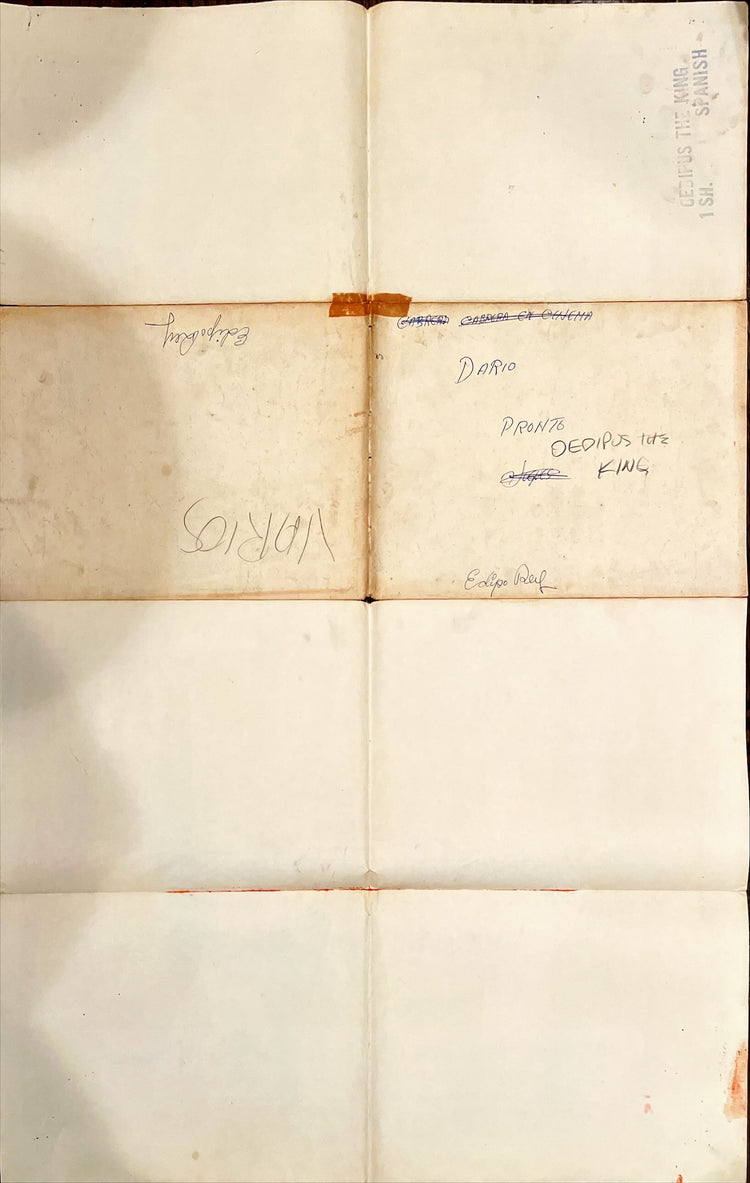 OEDIPUS THE KING
SPANISH
1 SH.
CABRERA EN CINEMA
Edipo Rey
DARIO
PRONTO
OEDIPUS THE
KING
VARIOS
Edipo Rey